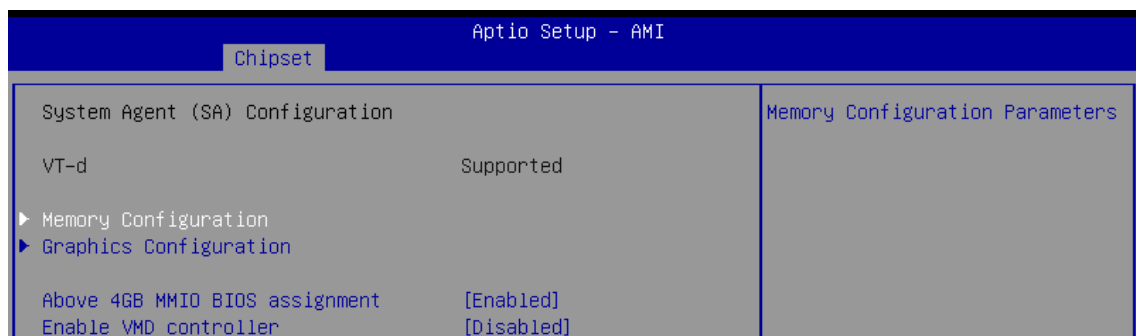 Aptio Setup – AMI
Chipset
System Agent (SA) Configuration
Memory Configuration Parameters
VT-d Supported
Memory Configuration
Graphics Configuration
Above 4GB MMIO BIOS assignment [Enabled]
Enable VMD controller [Disabled]